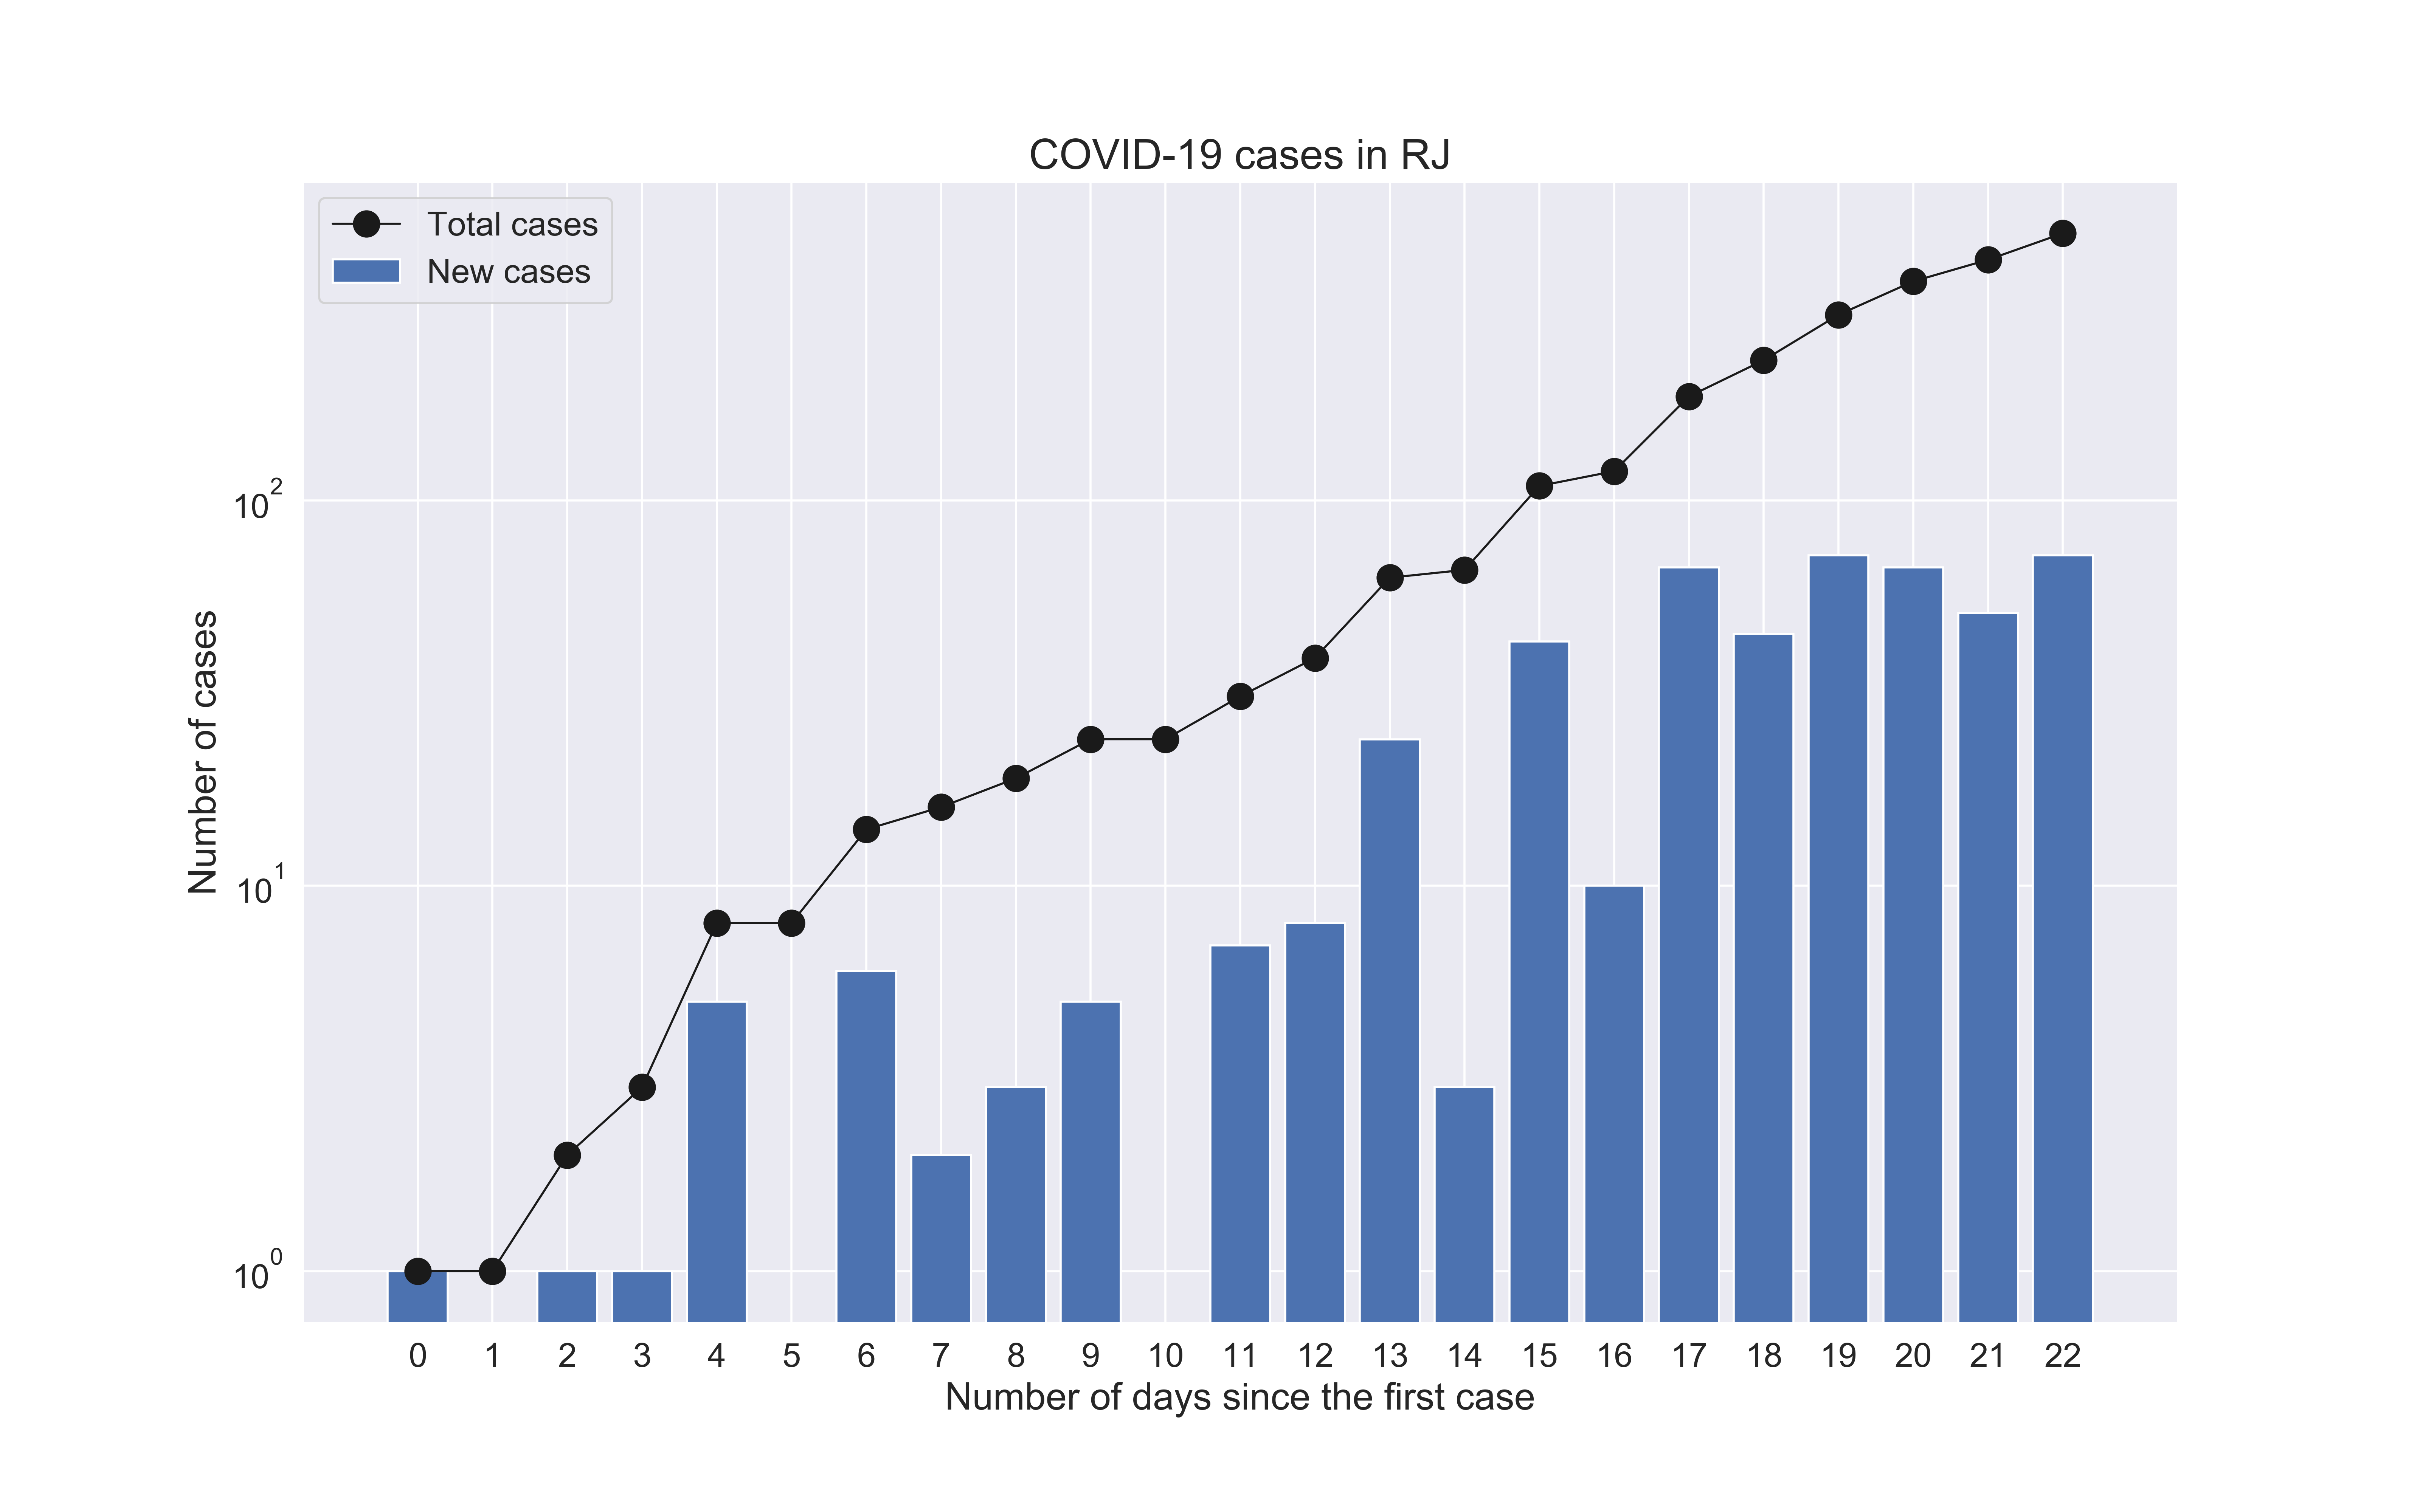 COVID-19 cases in RJ
Total cases
New cases
Number of cases
10^2
10^1
10^0
0 1 2 3 4 5 6 7 8 9 10 11 12 13 14 15 16 17 18 19 20 21 22
Number of days since the first case